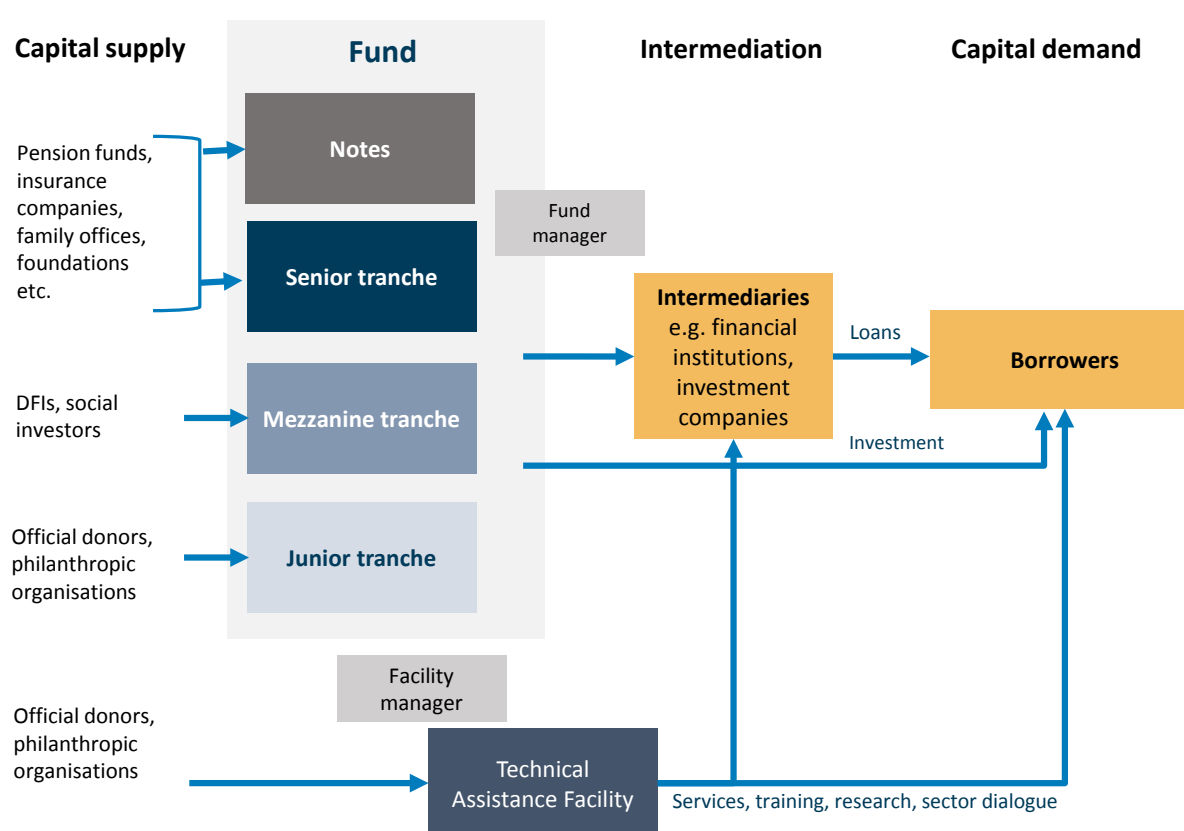 Capital supply
Fund
Intermediation
Capital demand
Pension funds,
insurance
companies,
family offices,
foundations
etc.
Notes
Fund
manager
Senior tranche
Intermediaries
e.g. financial
institutions,
investment
companies
Loans
Borrowers
DFIs, social
investors
Mezzanine tranche
Investment
Official donors,
philanthropic
organisations
Junior tranche
Facility
manager
Official donors,
philanthropic
organisations
Technical
Assistance Facility
Services, training, research, sector dialogue